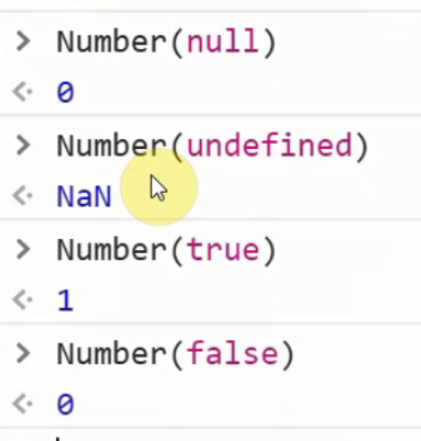 > Number(null)
<· 0
> Number(undefined)
<· NaN
> Number(true)
<· 1
> Number(false)
<· 0